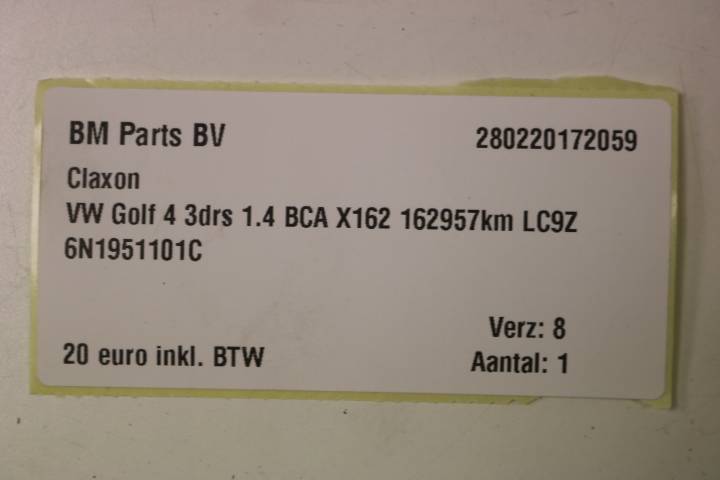 BM Parts BV 280220172059
Claxon
VW Golf 4 3drs 1.4 BCA X162 162957km LC9Z
6N1951101C
Verz: 8
20 euro inkl. BTW Aantal: 1